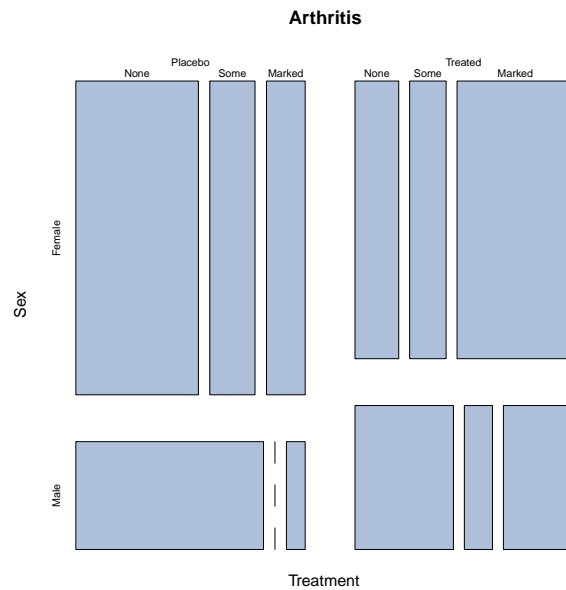 Arthritis
Placebo Treated
None Some Marked None Some Marked
Female
Sex
Male
Treatment